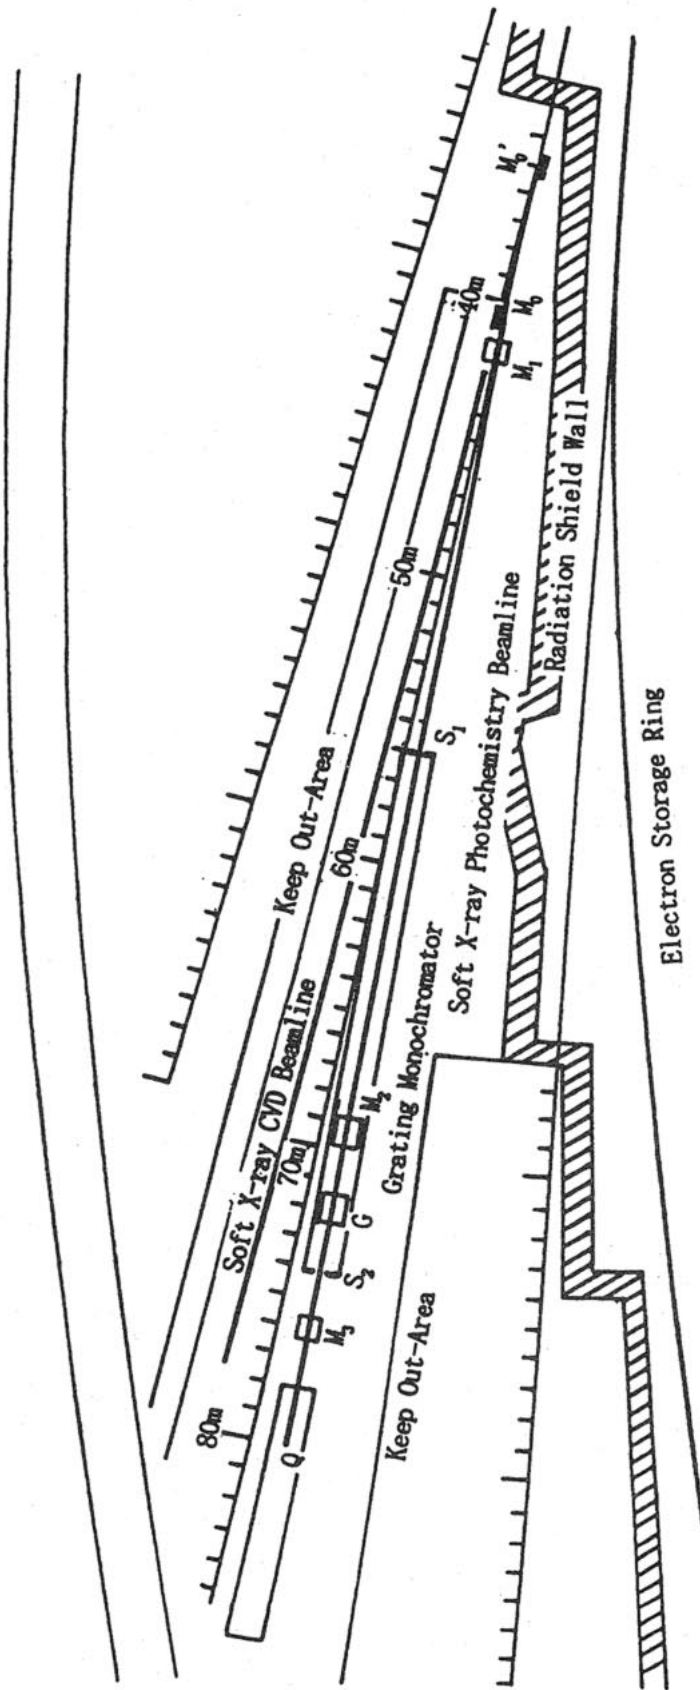 M₀'
40m
M₀
M₁
50m
Radiation Shield Wall
Soft X-ray Photochemistry Beamline
S₁
Keep Out-Area
60m
Electron Storage Ring
Soft X-ray CVD Beamline
Grating Monochromator
M₂
70m
G
S₂
M₃
Keep Out-Area
80m
Q